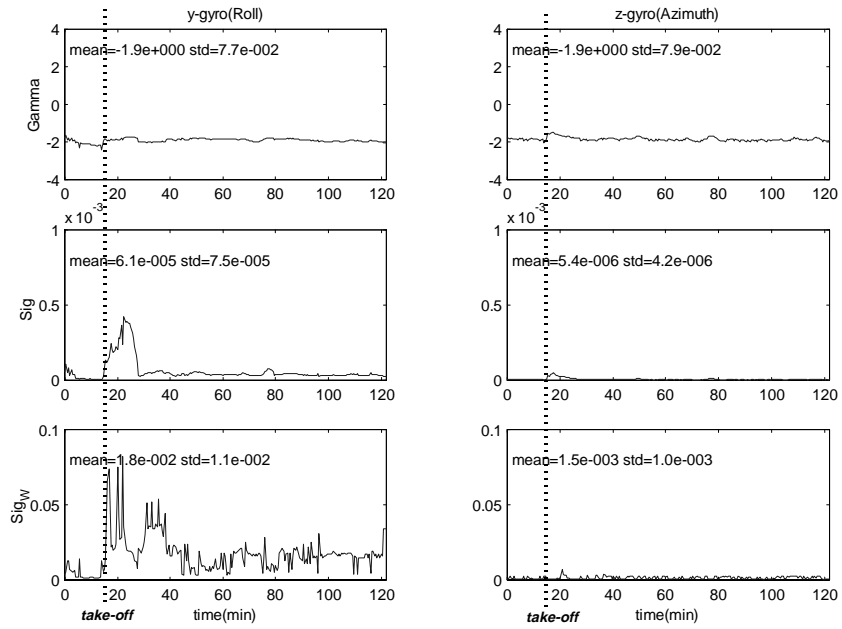 y-gyro(Roll)
4
2
0
-2
-4
Gamma
mean=-1.9e+000 std=7.7e-002
0 20 40 60 80 100 120
x 10-3
1
0.5
0
Sig
mean=6.1e-005 std=7.5e-005
0 20 40 60 80 100 120
0.1
0.05
0
SigW
mean=1.8e-002 std=1.1e-002
0 20 40 60 80 100 120
take-off time(min)
z-gyro(Azimuth)
4
2
0
-2
-4
mean=-1.9e+000 std=7.9e-002
0 20 40 60 80 100 120
x 10-3
1
0.5
0
mean=5.4e-006 std=4.2e-006
0 20 40 60 80 100 120
0.1
0.05
0
mean=1.5e-003 std=1.0e-003
0 20 40 60 80 100 120
take-off time(min)